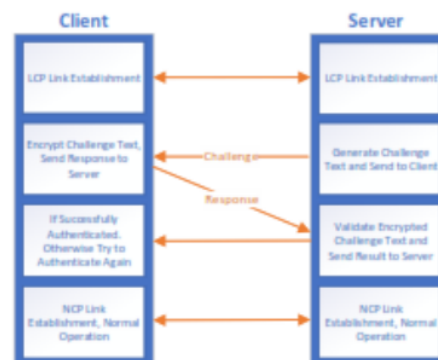 Client
Server
LCP Link Establishment
LCP Link Establishment
Encrypt Challenge Text,
Send Response to
Server
Challenge
Generate Challenge
Text and Send to Client
Response
If Successfully
Authenticated.
Otherwise Try to
Authenticate Again
Validate Encrypted
Challenge Text and
Send Result to Server
NCP Link
Establishment, Normal
Operation
NCP Link
Establishment, Normal
Operation